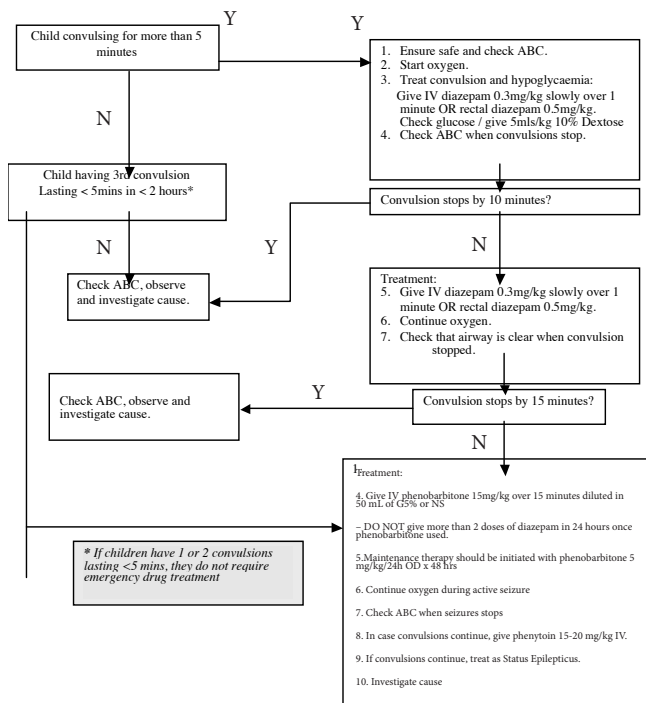 Y
Y
Child convulsing for more than 5
minutes
1. Ensure safe and check ABC.
2. Start oxygen.
3. Treat convulsion and hypoglycaemia:
Give IV diazepam 0.3mg/kg slowly over 1
minute OR rectal diazepam 0.5mg/kg.
Check glucose / give 5mls/kg 10% Dextose
4. Check ABC when convulsions stop.
N
Child having 3rd convulsion
Lasting < 5mins in < 2 hours*
Convulsion stops by 10 minutes?
N
Y
N
Check ABC, observe
and investigate cause.
Treatment:
5. Give IV diazepam 0.3mg/kg slowly over 1
minute OR rectal diazepam 0.5mg/kg.
6. Continue oxygen.
7. Check that airway is clear when convulsion
stopped.
Check ABC, observe and
investigate cause.
Y
Convulsion stops by 15 minutes?
N
1.
Treatment:
4. Give IV phenobarbitone 15mg/kg over 15 minutes diluted in
50 mL of G5% or NS
– DO NOT give more than 2 doses of diazepam in 24 hours once
phenobarbitone used.
5.Maintenance therapy should be initiated with phenobarbitone 5
mg/kg/24h OD x 48 hrs
6. Continue oxygen during active seizure
7. Check ABC when seizures stops
8. In case convulsions continue, give phenytoin 15-20 mg/kg IV.
9. If convulsions continue, treat as Status Epilepticus.
10. Investigate cause
* If children have 1 or 2 convulsions
lasting <5 mins, they do not require
emergency drug treatment